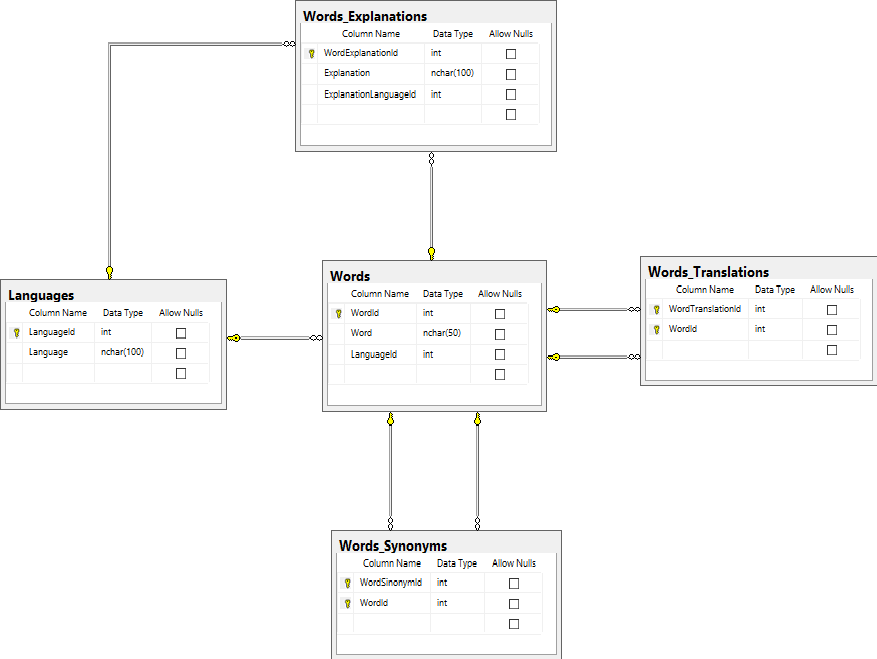 Words_Explanations
Column Name Data Type Allow Nulls
WordExplanationId int
Explanation nchar(100)
ExplanationLanguageId int
Languages
Column Name Data Type Allow Nulls
LanguageId int
Language nchar(100)
Words
Column Name Data Type Allow Nulls
WordId int
Word nchar(50)
LanguageId int
Words_Translations
Column Name Data Type Allow Nulls
WordTranslationId int
WordId int
Words_Synonyms
Column Name Data Type Allow Nulls
WordSinonymId int
WordId int